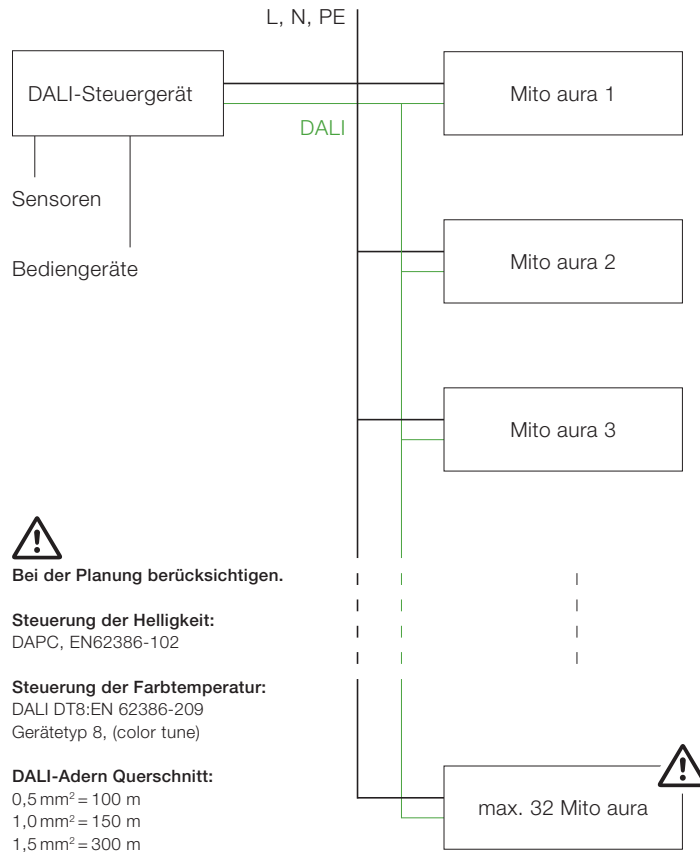 L, N, PE
DALI-Steuergerät
Mito aura 1
DALI
Sensoren
Bediengeräte
Mito aura 2
Mito aura 3
Bei der Planung berücksichtigen.
Steuerung der Helligkeit:
DAPC, EN62386-102
Steuerung der Farbtemperatur:
DALI DT8:EN 62386-209
Gerätetyp 8, (color tune)
DALI-Adern Querschnitt:
0,5 mm² = 100 m
1,0 mm² = 150 m
1,5 mm² = 300 m
max. 32 Mito aura